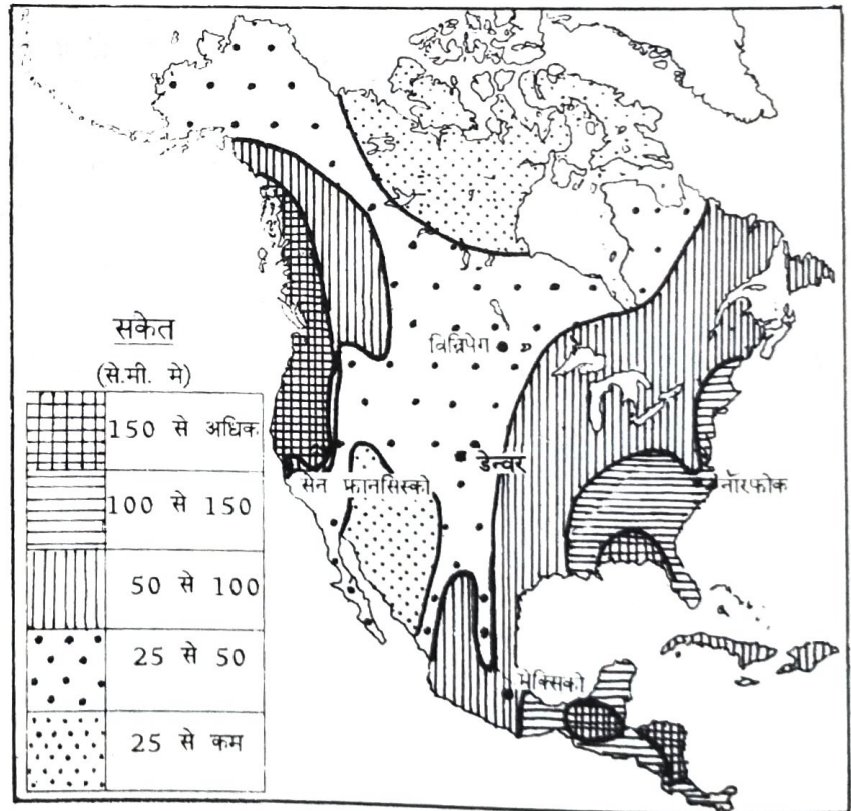 विन्निपेग
सकेत
(से.मी. मे)
150 से अधिक
100 से 150
50 से 100
25 से 50
25 से कम
डेन्वर
सेन फ्रानसिस्को
नॉरफोक
मेक्सिको